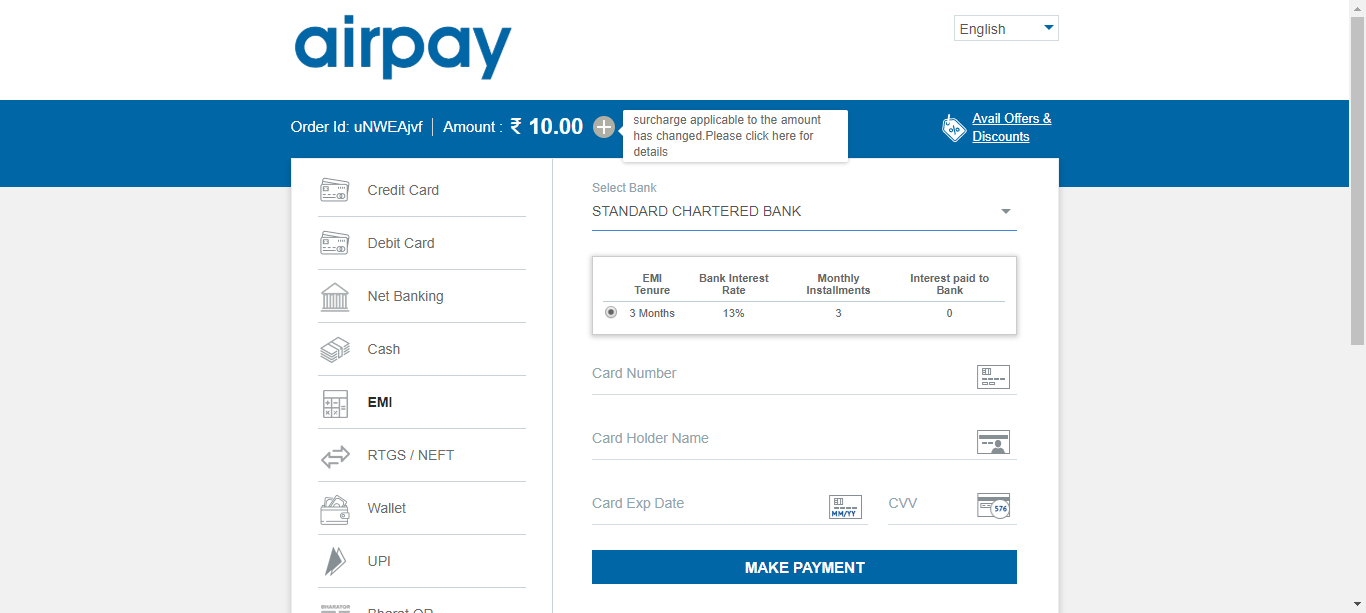 airpay
English
Order Id: uNWEAjvf | Amount : ₹ 10.00
surcharge applicable to the amount
has changed.Please click here for
details
Avail Offers &
Discounts
Credit Card
Debit Card
Net Banking
Cash
EMI
RTGS / NEFT
Wallet
UPI
BHARATQR
Bharat QR
Select Bank
STANDARD CHARTERED BANK
EMI Tenure
Bank Interest Rate
Monthly Installments
Interest paid to Bank
3 Months 13% 3 0
Card Number
Card Holder Name
Card Exp Date
MM/YY
CVV
576
MAKE PAYMENT